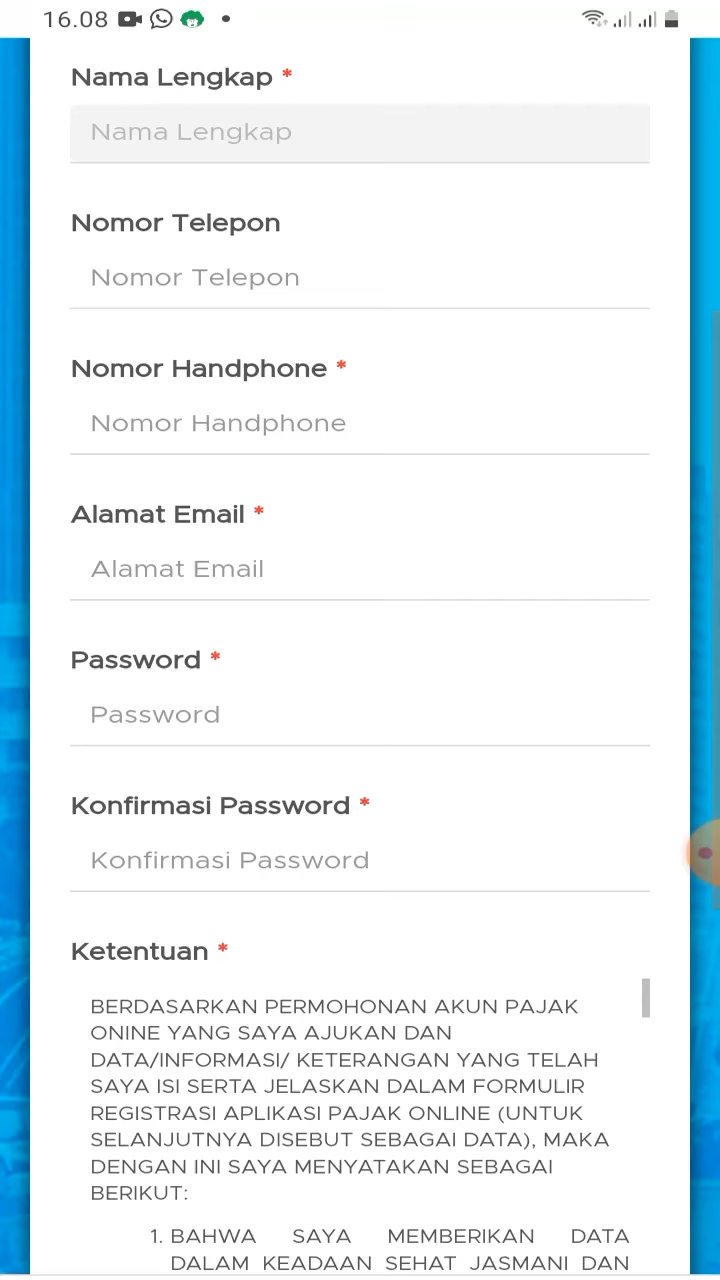 16.08
Nama Lengkap *
Nama Lengkap
Nomor Telepon
Nomor Telepon
Nomor Handphone *
Nomor Handphone
Alamat Email *
Alamat Email
Password *
Password
Konfirmasi Password *
Konfirmasi Password
Ketentuan *
BERDASARKAN PERMOHONAN AKUN PAJAK
ONINE YANG SAYA AJUKAN DAN
DATA/INFORMASI/ KETERANGAN YANG TELAH
SAYA ISI SERTA JELASKAN DALAM FORMULIR
REGISTRASI APLIKASI PAJAK ONLINE (UNTUK
SELANJUTNYA DISEBUT SEBAGAI DATA), MAKA
DENGAN INI SAYA MENYATAKAN SEBAGAI
BERIKUT:
1. BAHWA SAYA MEMBERIKAN DATA
DALAM KEADAAN SEHAT JASMANI DAN